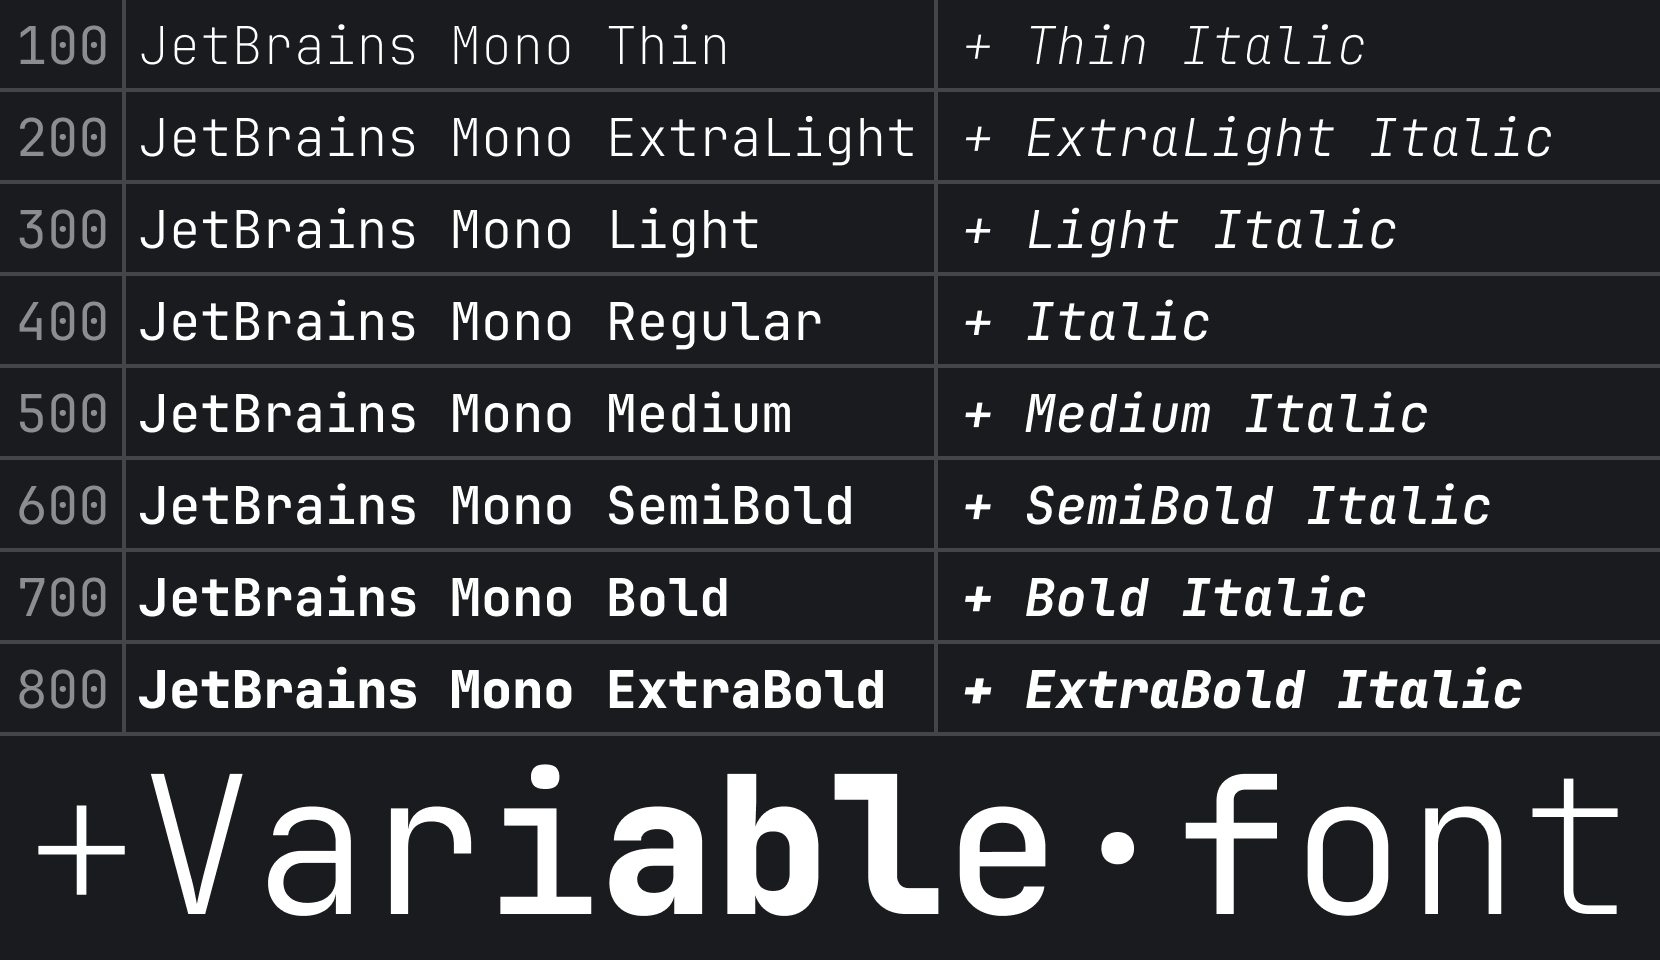 100 JetBrains Mono Thin + Thin Italic
200 JetBrains Mono ExtraLight + ExtraLight Italic
300 JetBrains Mono Light + Light Italic
400 JetBrains Mono Regular + Italic
500 JetBrains Mono Medium + Medium Italic
600 JetBrains Mono SemiBold + SemiBold Italic
700 JetBrains Mono Bold + Bold Italic
800 JetBrains Mono ExtraBold + ExtraBold Italic
+Variable·font